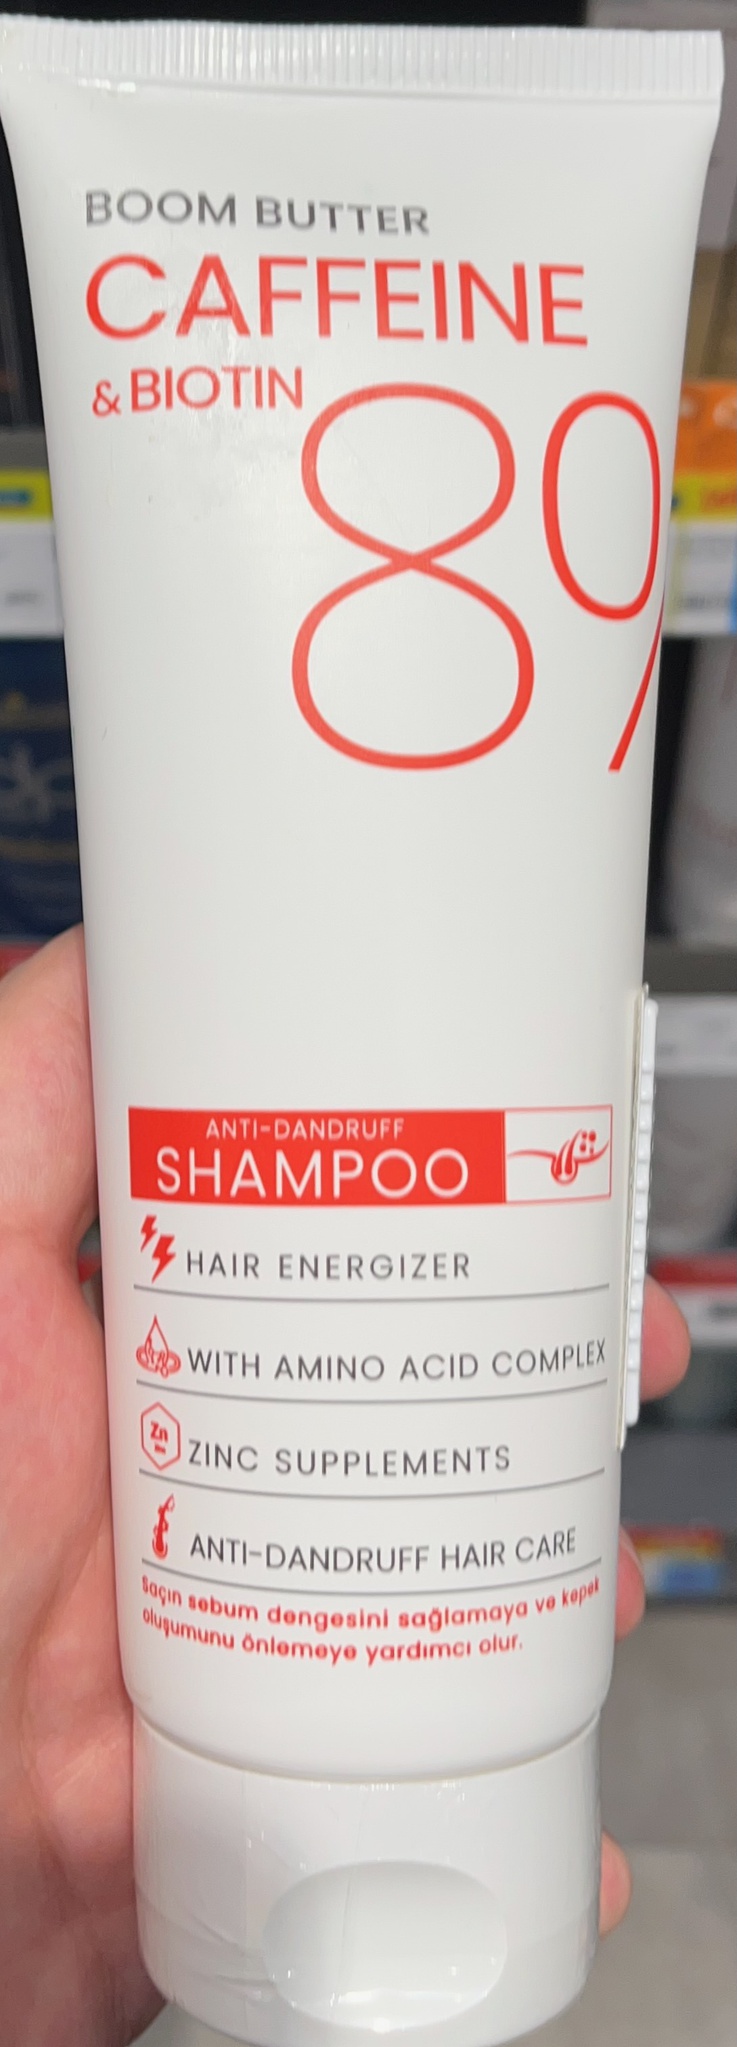 BOOM BUTTER
CAFFEINE
& BIOTIN
8%
ANTI-DANDRUFF
SHAMPOO
HAIR ENERGIZER
WITH AMINO ACID COMPLEX
Zn
ZINC SUPPLEMENTS
ANTI-DANDRUFF HAIR CARE
Saçın sebum dengesini sağlamaya ve kepek
oluşumunu önlemeye yardımcı olur.